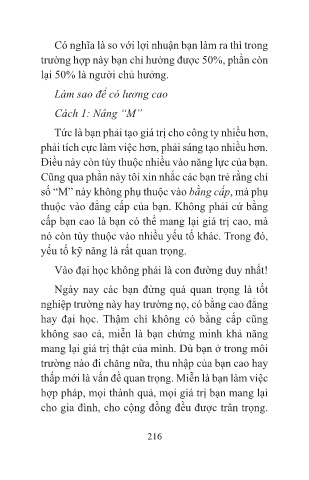 Có nghĩa là so với lợi nhuận bạn làm ra thì trong
trường hợp này bạn chỉ hưởng được 50%, phần còn
lại 50% là người chủ hưởng.
Làm sao để có lương cao
Cách 1: Nâng “M”
Tức là bạn phải tạo giá trị cho công ty nhiều hơn,
phải tích cực làm việc hơn, phải sáng tạo nhiều hơn.
Điều này còn tùy thuộc nhiều vào năng lực của bạn.
Cũng qua phần này tôi xin nhắc các bạn trẻ rằng chỉ
số “M” này không phụ thuộc vào bằng cấp, mà phụ
thuộc vào đẳng cấp của bạn. Không phải cứ bằng
cấp bạn cao là bạn có thể mang lại giá trị cao, mà
nó còn tùy thuộc vào nhiều yếu tố khác. Trong đó,
yếu tố kỹ năng là rất quan trọng.
Vào đại học không phải là con đường duy nhất!
Ngày nay các bạn đừng quá quan trọng là tốt
nghiệp trường này hay trường nọ, có bằng cao đẳng
hay đại học. Thậm chí không có bằng cấp cũng
không sao cả, miễn là bạn chứng minh khả năng
mang lại giá trị thật của mình. Dù bạn ở trong môi
trường nào đi chăng nữa, thu nhập của bạn cao hay
thấp mới là vấn đề quan trọng. Miễn là bạn làm việc
hợp pháp, mọi thành quả, mọi giá trị bạn mang lại
cho gia đình, cho cộng đồng đều được trân trọng.
216